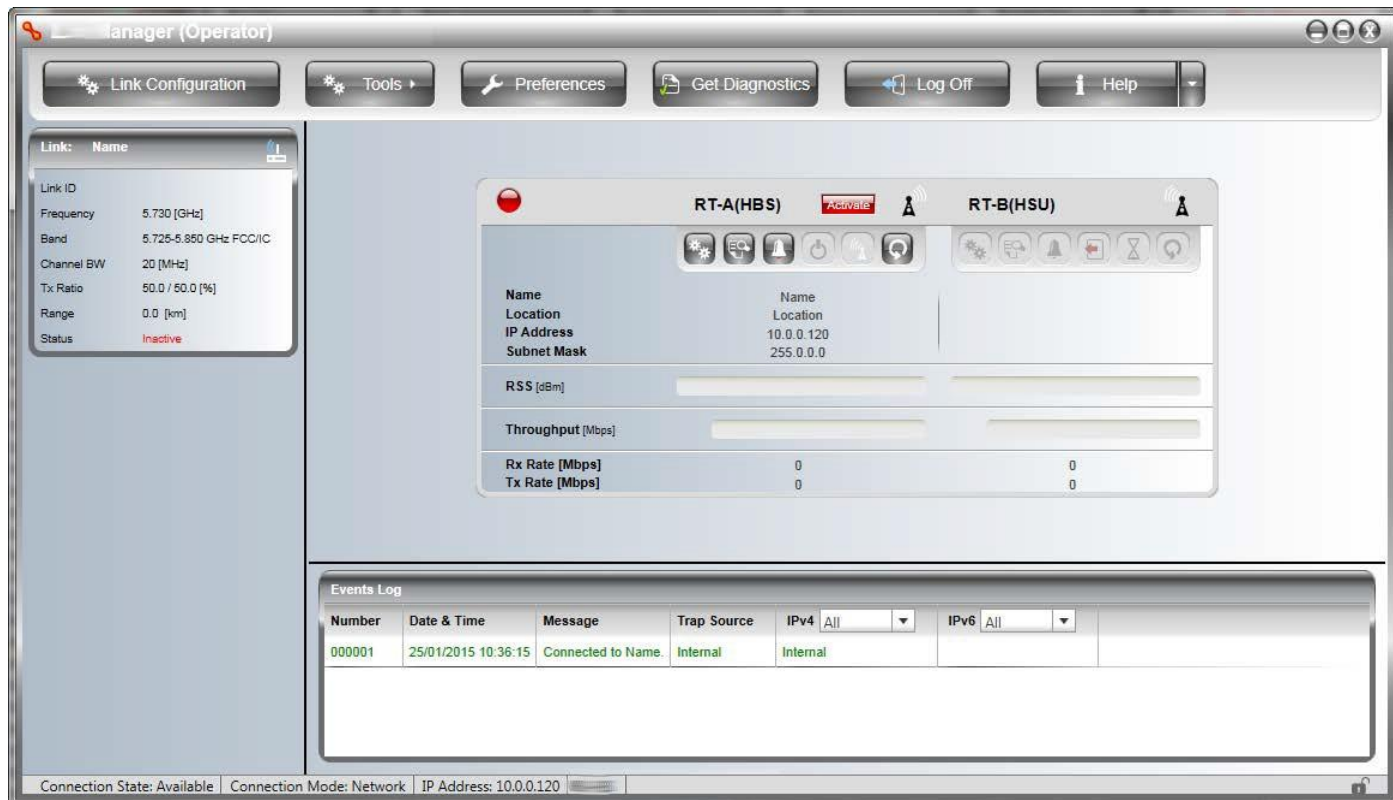 anager (Operator)
Link Configuration Tools Preferences Get Diagnostics Log Off Help
Link: Name
Link ID
Frequency 5.730 [GHz]
Band 5.725-5.850 GHz FCC/IC
Channel BW 20 [MHz]
Tx Ratio 50.0 / 50.0 [%]
Range 0.0 [km]
Status Inactive
RT-A(HBS) Activate RT-B(HSU)
Name Name
Location Location
IP Address 10.0.0.120
Subnet Mask 255.0.0.0
RSS [dBm]
Throughput [Mbps]
Rx Rate [Mbps] 0 0
Tx Rate [Mbps] 0 0
Events Log
Number Date & Time Message Trap Source IPv4 All IPv6 All
000001 25/01/2015 10:36:15 Connected to Name. Internal Internal
Connection State: Available Connection Mode: Network IP Address: 10.0.0.120